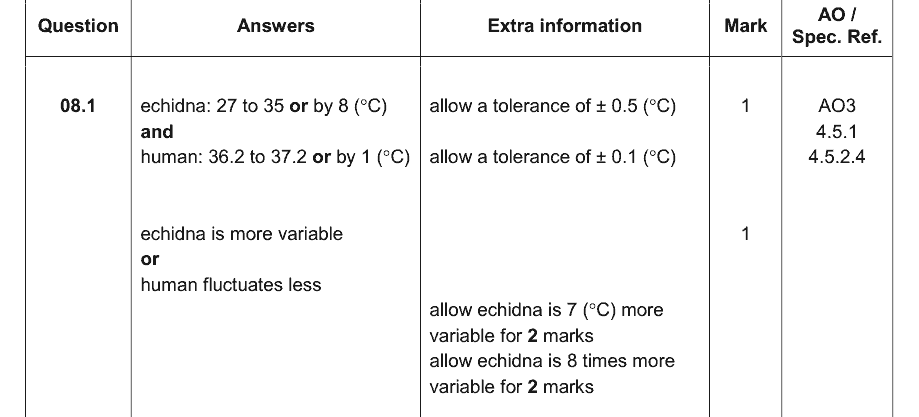 Question Answers Extra information Mark AO / Spec. Ref.
08.1 echidna: 27 to 35 or by 8 (°C) allow a tolerance of ± 0.5 (°C) 1 AO3
and 4.5.1
human: 36.2 to 37.2 or by 1 (°C) allow a tolerance of ± 0.1 (°C) 4.5.2.4
echidna is more variable 1
or
human fluctuates less
allow echidna is 7 (°C) more
variable for 2 marks
allow echidna is 8 times more
variable for 2 marks